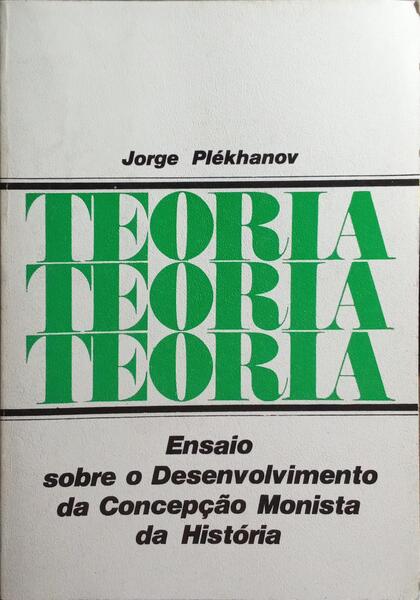 Jorge Plékhanov
TEORIA
TEORIA
TEORIA
Ensaio
sobre o Desenvolvimento
da Concepção Monista
da História